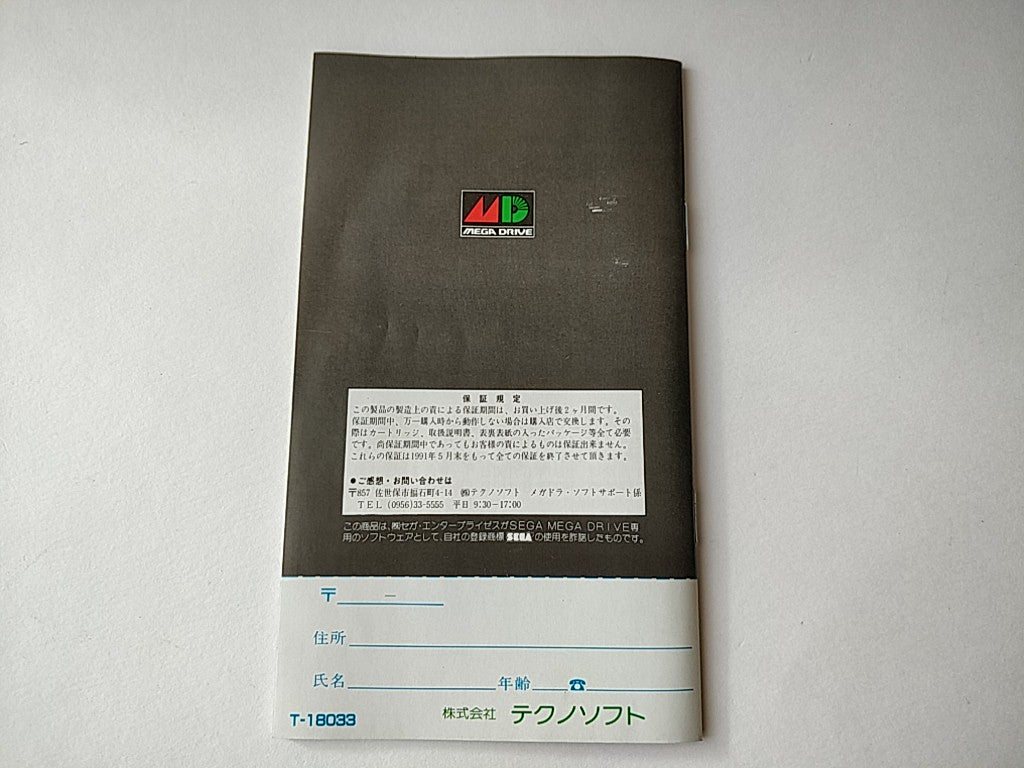 MD
MEGA DRIVE
保証規定
この製品の製造上の責による保証期間は、お買い上げ後2ヶ月間です。
保証期間中、万一購入時から動作しない場合は購入店で交換します。その
際はカートリッジ、取扱説明書、表裏表紙の入ったパッケージ等全て必要
です。尚保証期間中であってもお客様の責によるものは保証出来ません。
これらの保証は1991年5月末をもって全ての保証を終了させて頂きます。
●ご感想・お問い合わせは
〒857 佐世保市福石町4-14 ㈱テクノソフト メガドラ・ソフトサポート係
TEL (0956)33-5555 平日 9:30-17:00
この商品は、㈱セガ・エンタープライゼスがSEGA MEGA DRIVE専
用のソフトウェアとして、自社の登録商標 SEGA の使用を許諾したものです。
〒 －
住所
氏名 年齢 ☎
T-18033 株式会社 テクノソフト